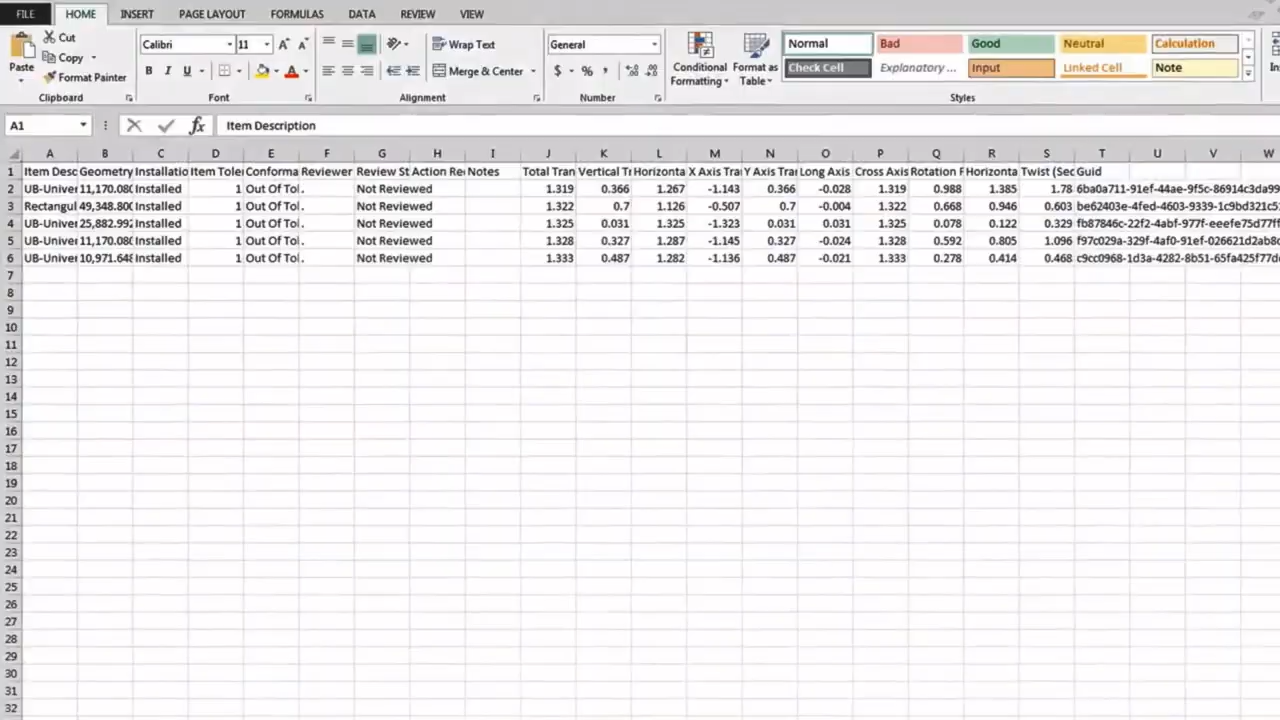 FILE HOME INSERT PAGE LAYOUT FORMULAS DATA REVIEW VIEW
Cut
Copy
Format Painter
Paste
Clipboard
Calibri 11
B I U A
Font
Wrap Text
Merge & Center
Alignment
General
$ % ,
Number
Conditional
Formatting
Format as
Table
Normal Bad Good Neutral Calculation
Check Cell Explanatory ... Input Linked Cell Note
Styles
A1 fx Item Description
A B C D E F G H I J K L M N O P Q R S T U V W
1 Item Desc Geometry Installatio Item Toler Conforma Reviewer Review St Action Re Notes Total Tran Vertical Tr Horizonta X Axis Tra Y Axis Tra Long Axis Cross Axis Rotation Horizonta Twist (Sec Guid
2 UB-Univer 11,170.080 Installed 1 Out Of Tol . Not Reviewed 1.319 0.366 1.267 -1.143 0.366 -0.028 1.319 0.988 1.385 1.78 6ba0a711-91ef-44ae-9f5c-86914c3da99
3 Rectangul 49,348.800 Installed 1 Out Of Tol . Not Reviewed 1.322 0.7 1.126 -0.507 0.7 -0.004 1.322 0.668 0.946 0.603 be62403e-4fed-4603-9339-1c9bd321c5
4 UB-Univer 25,882.992 Installed 1 Out Of Tol . Not Reviewed 1.325 0.031 1.325 -1.323 0.031 0.031 1.325 0.078 0.122 0.329 fb87846c-22f2-4abf-977f-eeefe75d77f
5 UB-Univer 11,170.080 Installed 1 Out Of Tol . Not Reviewed 1.328 0.327 1.287 -1.145 0.327 -0.024 1.328 0.592 0.805 1.096 f97c029a-329f-4af0-91ef-026621d2ab8
6 UB-Univer 10,971.648 Installed 1 Out Of Tol . Not Reviewed 1.333 0.487 1.282 -1.136 0.487 -0.021 1.333 0.278 0.414 0.468 c9cc0968-1d3a-4282-8b51-65fa425f77d
7
8
9
10
11
12
13
14
15
16
17
18
19
20
21
22
23
24
25
26
27
28
29
30
31
32